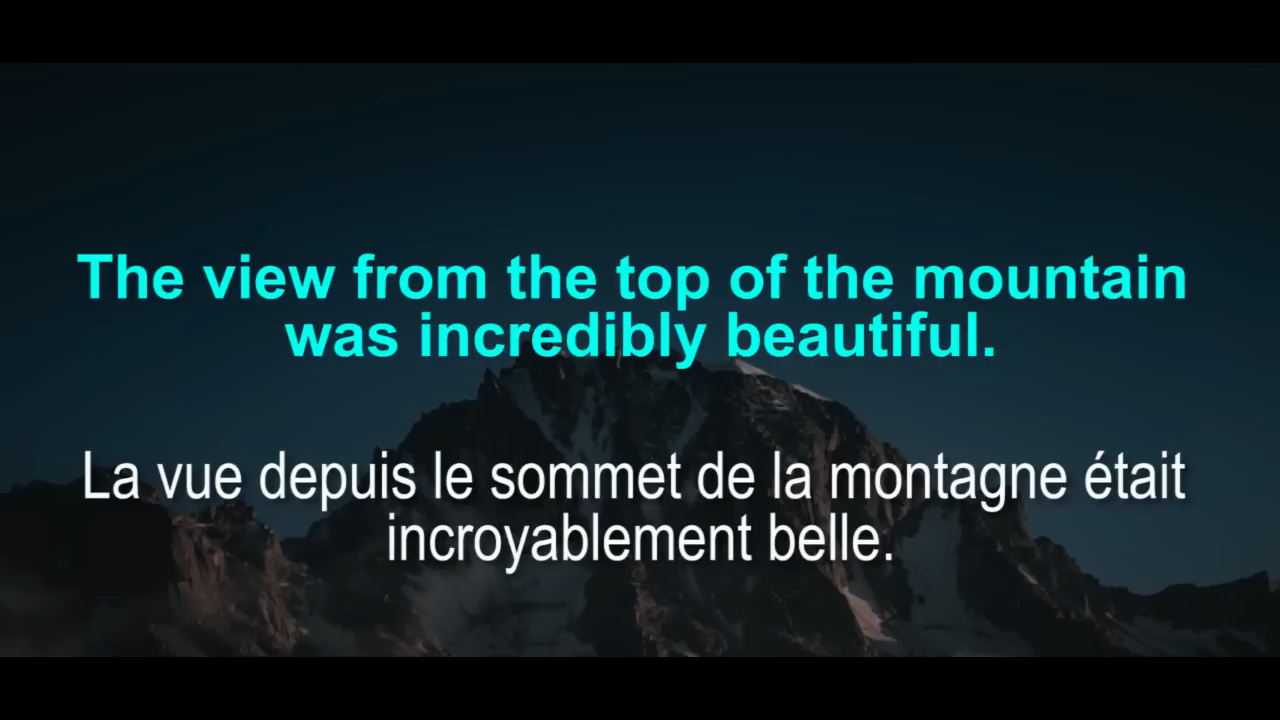 The view from the top of the mountain
was incredibly beautiful.
La vue depuis le sommet de la montagne était
incroyablement belle.